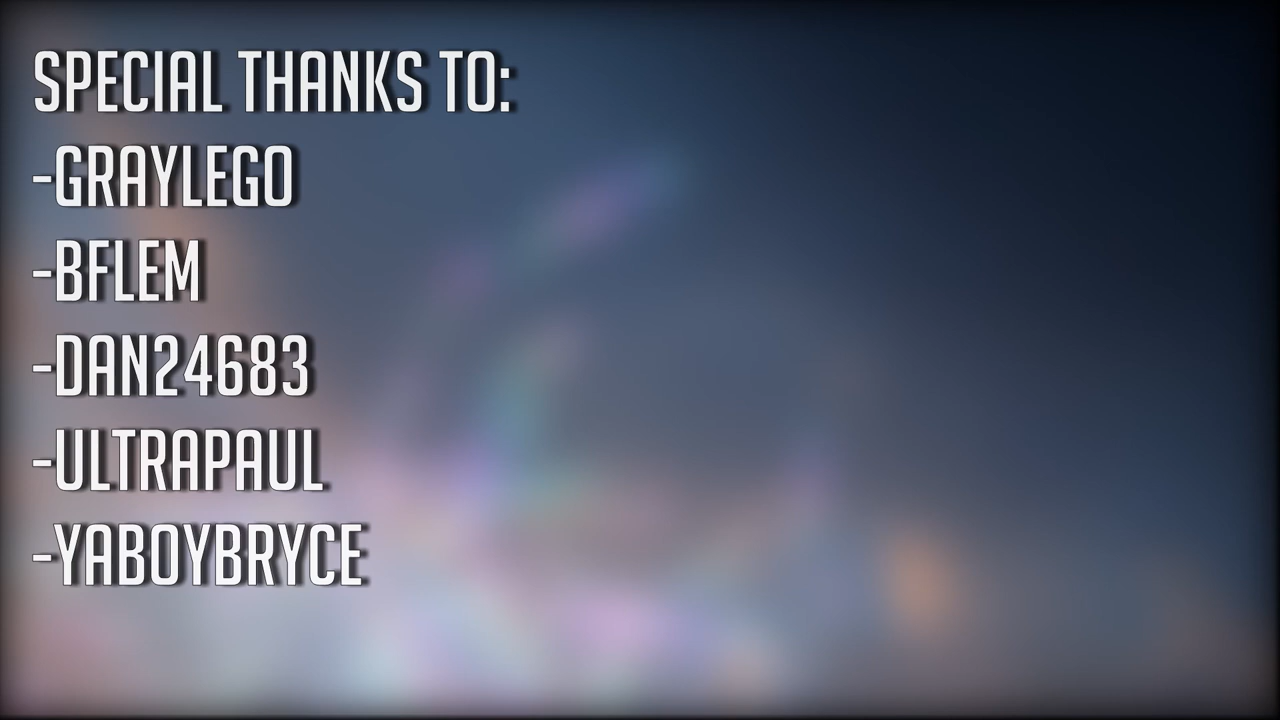 SPECIAL THANKS TO:
-GRAYLEGO
-BFLEM
-DAN24683
-ULTRAPAUL
-YABOYBRYCE